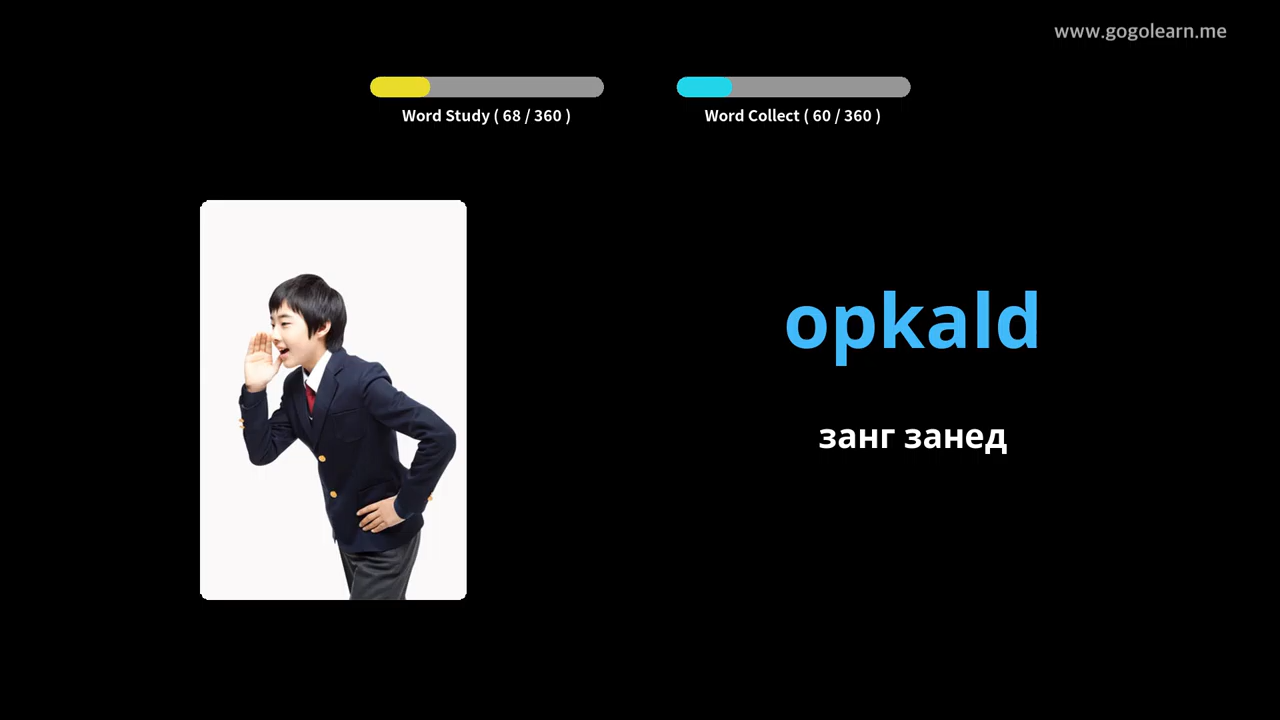 www.gogolearn.me
Word Study ( 68 / 360 )
Word Collect ( 60 / 360 )
opkald
занг занед